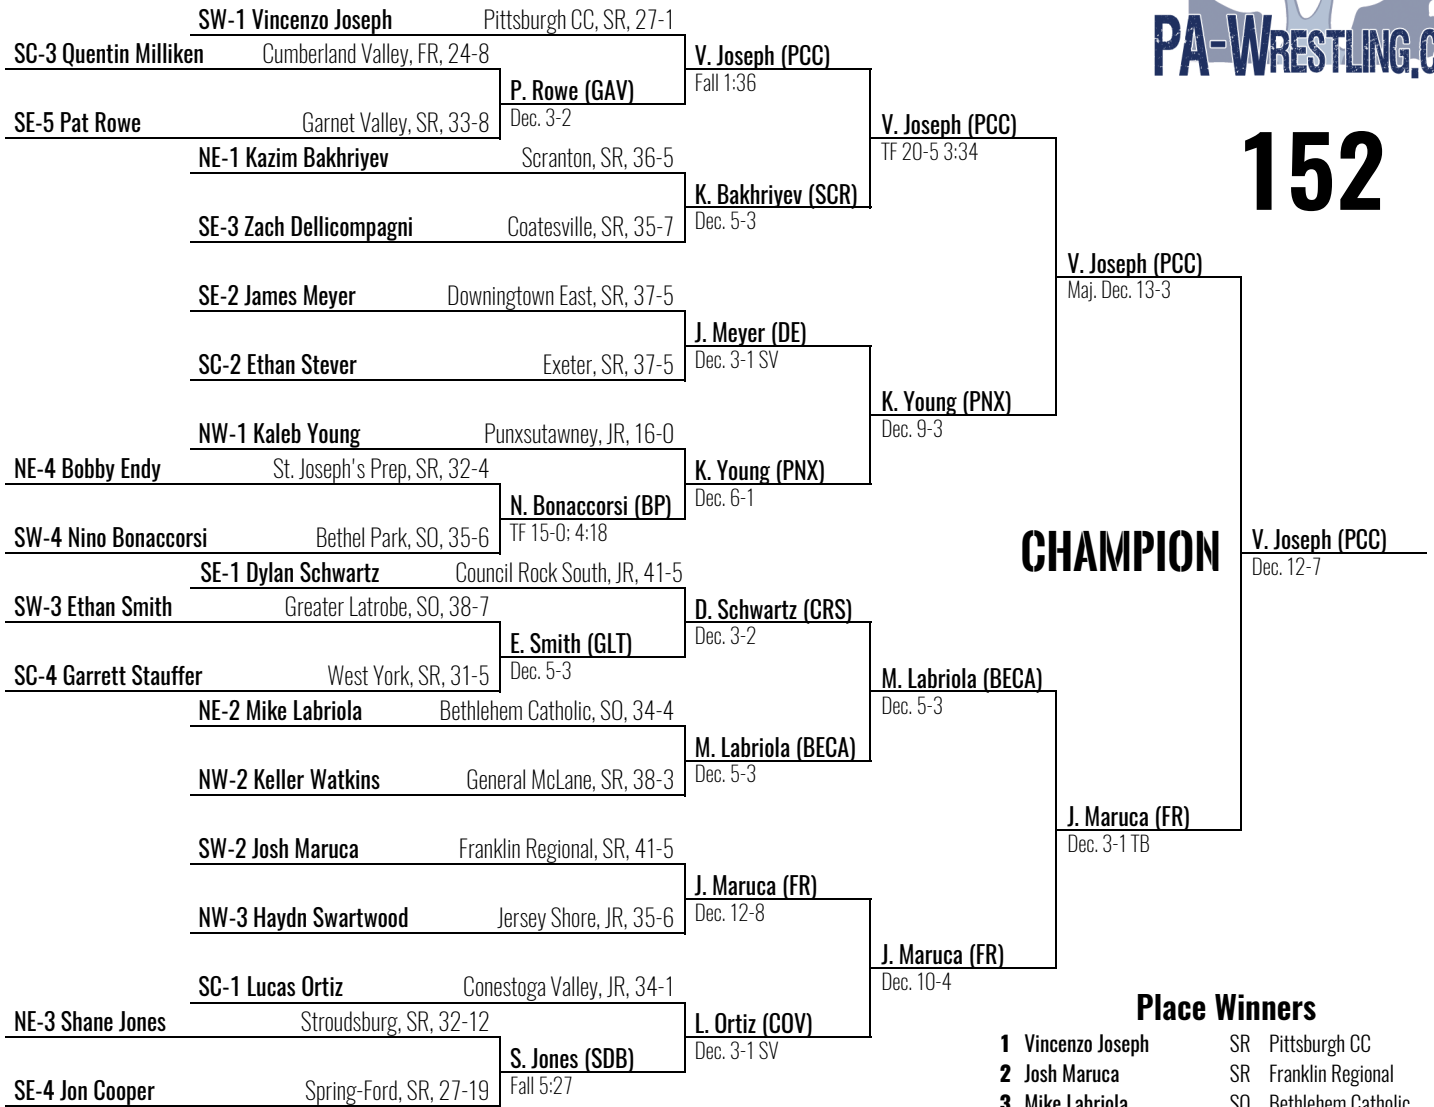 SW-1 Vincenzo Joseph Pittsburgh CC, SR, 27-1
SC-3 Quentin Milliken Cumberland Valley, FR, 24-8
P. Rowe (GAV)
Dec. 3-2
SE-5 Pat Rowe Garnet Valley, SR, 33-8
NE-1 Kazim Bakhriyev Scranton, SR, 36-5
SE-3 Zach Dellicompagni Coatesville, SR, 35-7
SE-2 James Meyer Downingtown East, SR, 37-5
SC-2 Ethan Stever Exeter, SR, 37-5
NW-1 Kaleb Young Punxsutawney, JR, 16-0
NE-4 Bobby Endy St. Joseph's Prep, SR, 32-4
N. Bonaccorsi (BP)
TF 15-0; 4:18
SW-4 Nino Bonaccorsi Bethel Park, SO, 35-6
SE-1 Dylan Schwartz Council Rock South, JR, 41-5
SW-3 Ethan Smith Greater Latrobe, SO, 38-7
E. Smith (GLT)
Dec. 5-3
SC-4 Garrett Stauffer West York, SR, 31-5
NE-2 Mike Labriola Bethlehem Catholic, SO, 34-4
NW-2 Keller Watkins General McLane, SR, 38-3
SW-2 Josh Maruca Franklin Regional, SR, 41-5
NW-3 Haydn Swartwood Jersey Shore, JR, 35-6
SC-1 Lucas Ortiz Conestoga Valley, JR, 34-1
NE-3 Shane Jones Stroudsburg, SR, 32-12
S. Jones (SDB)
Fall 5:27
SE-4 Jon Cooper Spring-Ford, SR, 27-19
V. Joseph (PCC)
Fall 1:36
K. Bakhriyev (SCR)
Dec. 5-3
J. Meyer (DE)
Dec. 3-1 SV
K. Young (PNX)
Dec. 6-1
D. Schwartz (CRS)
Dec. 3-2
M. Labriola (BECA)
Dec. 5-3
J. Maruca (FR)
Dec. 12-8
L. Ortiz (COV)
Dec. 3-1 SV
V. Joseph (PCC)
TF 20-5 3:34
K. Young (PNX)
Dec. 9-3
M. Labriola (BECA)
Dec. 5-3
J. Maruca (FR)
Dec. 10-4
V. Joseph (PCC)
Maj. Dec. 13-3
J. Maruca (FR)
Dec. 3-1 TB
CHAMPION
V. Joseph (PCC)
Dec. 12-7
PA-WRESTLING.C
152
Place Winners
1 Vincenzo Joseph SR Pittsburgh CC
2 Josh Maruca SR Franklin Regional
3 Mike Labriola SO Bethlehem Catholic